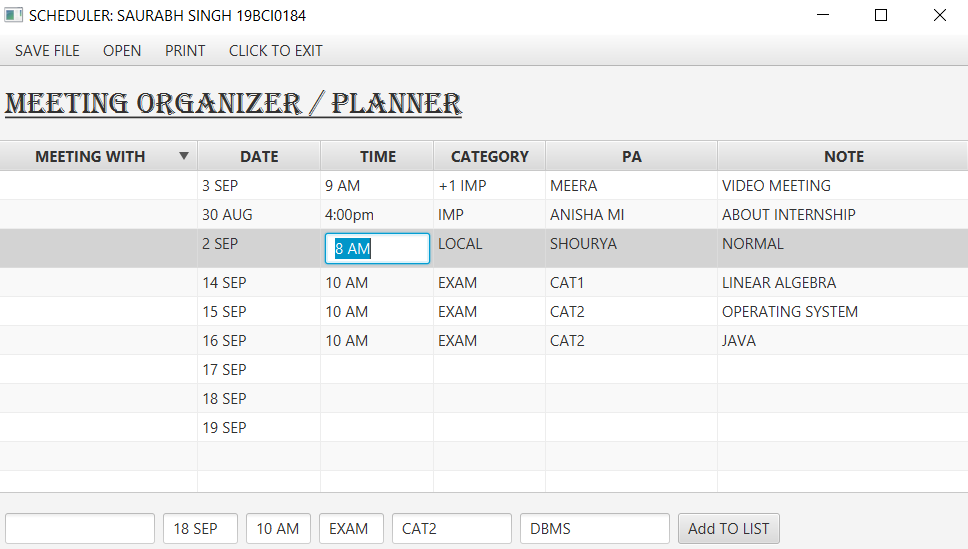 SCHEDULER: SAURABH SINGH 19BCI0184
SAVE FILE OPEN PRINT CLICK TO EXIT
MEETING ORGANIZER / PLANNER
MEETING WITH DATE TIME CATEGORY PA NOTE
3 SEP 9 AM +1 IMP MEERA VIDEO MEETING
30 AUG 4:00pm IMP ANISHA MI ABOUT INTERNSHIP
2 SEP 8 AM LOCAL SHOURYA NORMAL
14 SEP 10 AM EXAM CAT1 LINEAR ALGEBRA
15 SEP 10 AM EXAM CAT2 OPERATING SYSTEM
16 SEP 10 AM EXAM CAT2 JAVA
17 SEP
18 SEP
19 SEP
18 SEP 10 AM EXAM CAT2 DBMS Add TO LIST